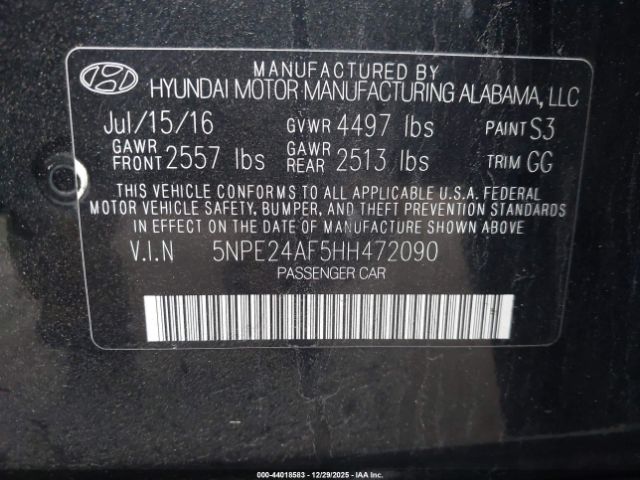 MANUFACTURED BY
HYUNDAI MOTOR MANUFACTURING ALABAMA, LLC
Jul/15/16 GVWR 4497 lbs PAINT S3
GAWR FRONT 2557 lbs GAWR REAR 2513 lbs TRIM GG
THIS VEHICLE CONFORMS TO ALL APPLICABLE U.S.A. FEDERAL
MOTOR VEHICLE SAFETY, BUMPER, AND THEFT PREVENTION STANDARDS
IN EFFECT ON THE DATE OF MANUFACTURE SHOWN ABOVE.
V.I.N 5NPE24AF5HH472090
PASSENGER CAR
000-44018583 - 12/29/2025 - IAA Inc.